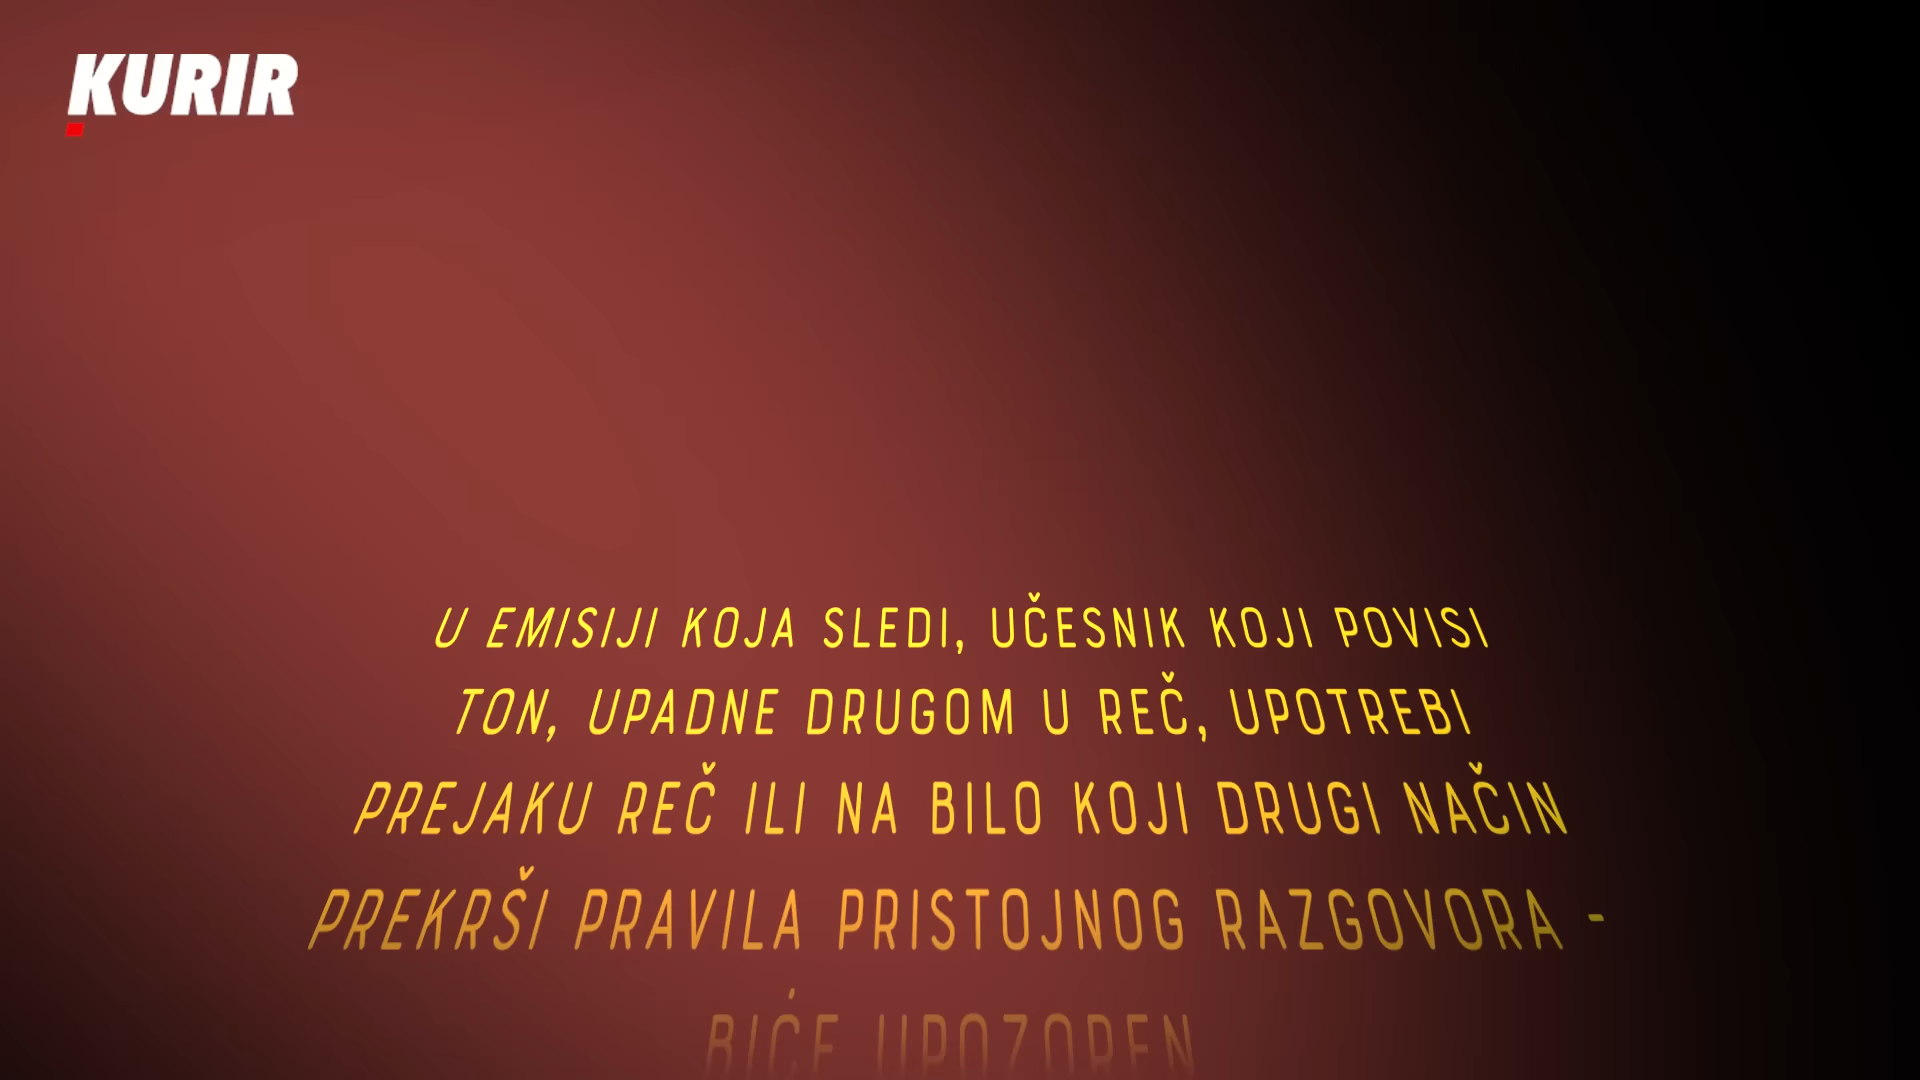 KURIR
U EMISIJI KOJA SLEDI, UČESNIK KOJI POVISI
TON, UPADNE DRUGOM U REČ, UPOTREBI
PREJAKU REČ ILI NA BILO KOJI DRUGI NAČIN
PREKRŠI PRAVILA PRISTOJNOG RAZGOVORA -
BIĆE UPOZOREN